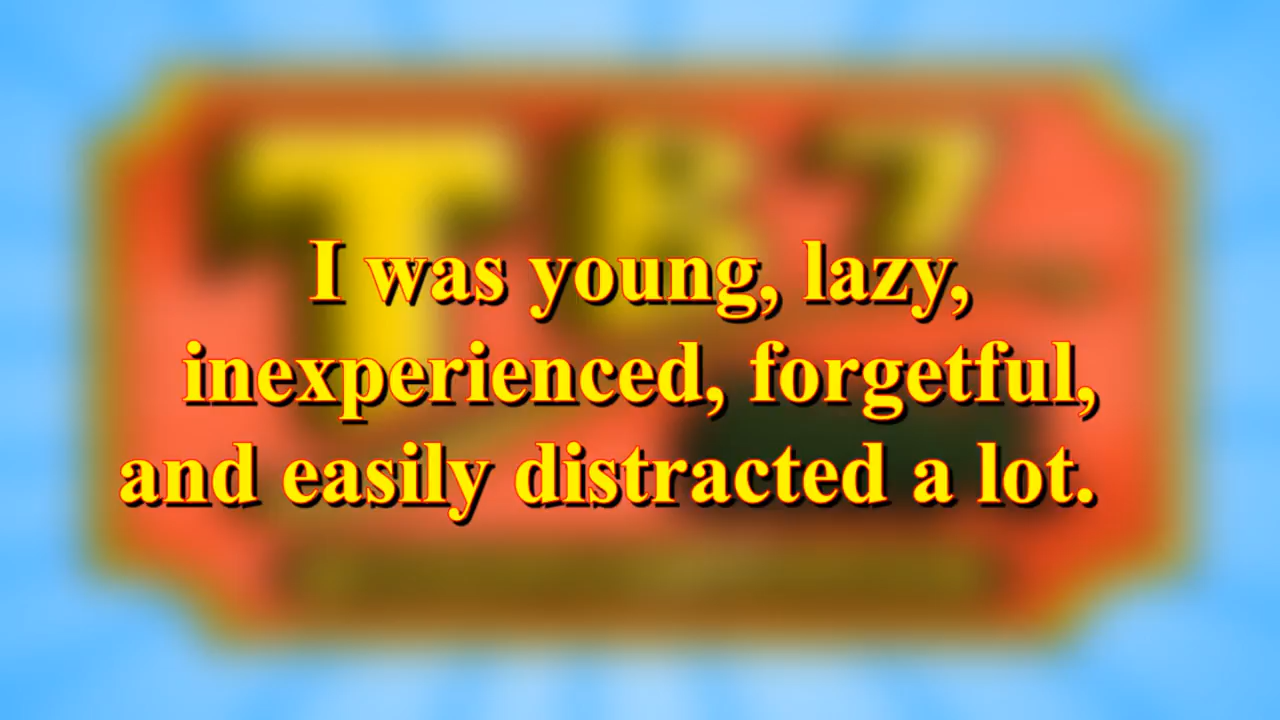 I was young, lazy,
inexperienced, forgetful,
and easily distracted a lot.